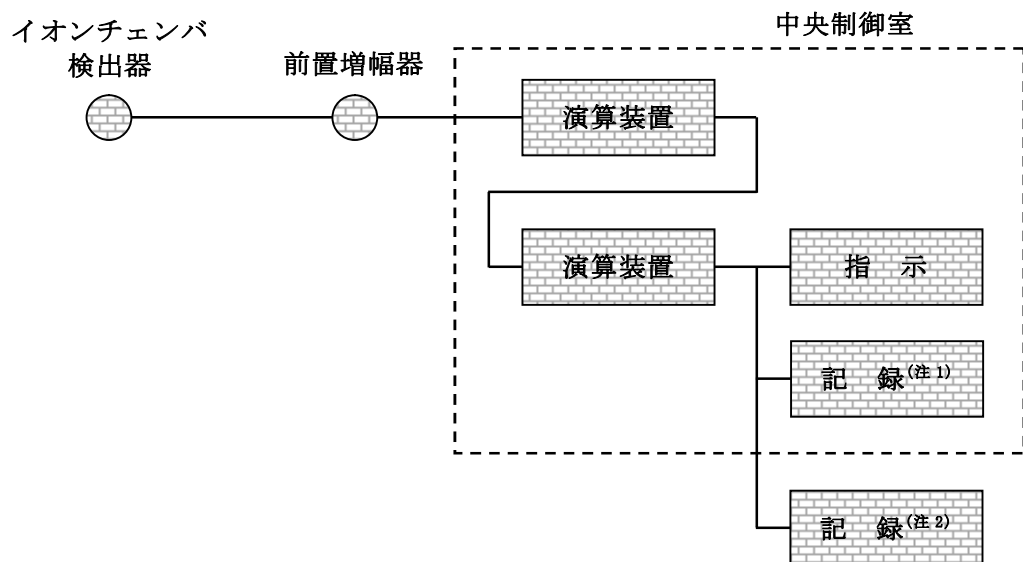 中央制御室
イオンチェンバ
検出器
前置増幅器
演算装置
演算装置
指 示
記 録(注1)
記 録(注2)